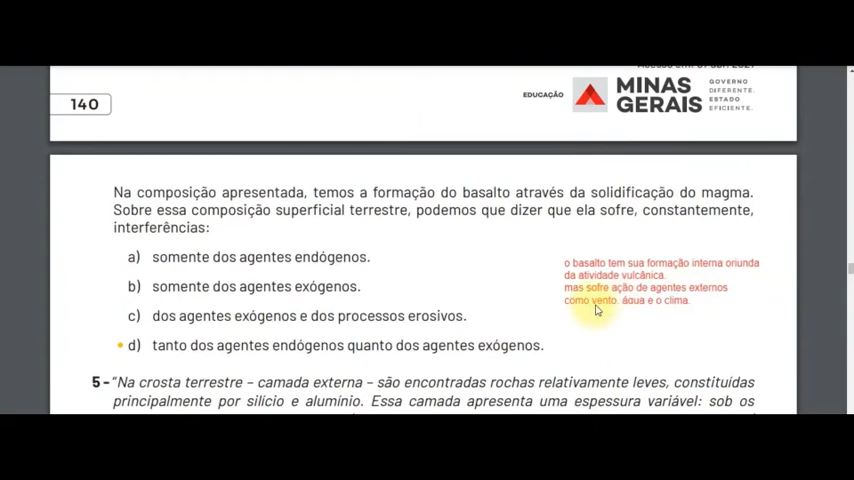 140
EDUCAÇÃO
MINAS
GERAIS
GOVERNO
DIFERENTE.
ESTADO
EFICIENTE.
Na composição apresentada, temos a formação do basalto através da solidificação do magma.
Sobre essa composição superficial terrestre, podemos que dizer que ela sofre, constantemente,
interferências:
a) somente dos agentes endógenos.
b) somente dos agentes exógenos.
c) dos agentes exógenos e dos processos erosivos.
d) tanto dos agentes endógenos quanto dos agentes exógenos.
o basalto tem sua formação interna oriunda
da atividade vulcânica.
mas sofre ação de agentes externos
como vento, água e o clima.
5 - “Na crosta terrestre – camada externa – são encontradas rochas relativamente leves, constituídas
principalmente por silício e alumínio. Essa camada apresenta uma espessura variável: sob os